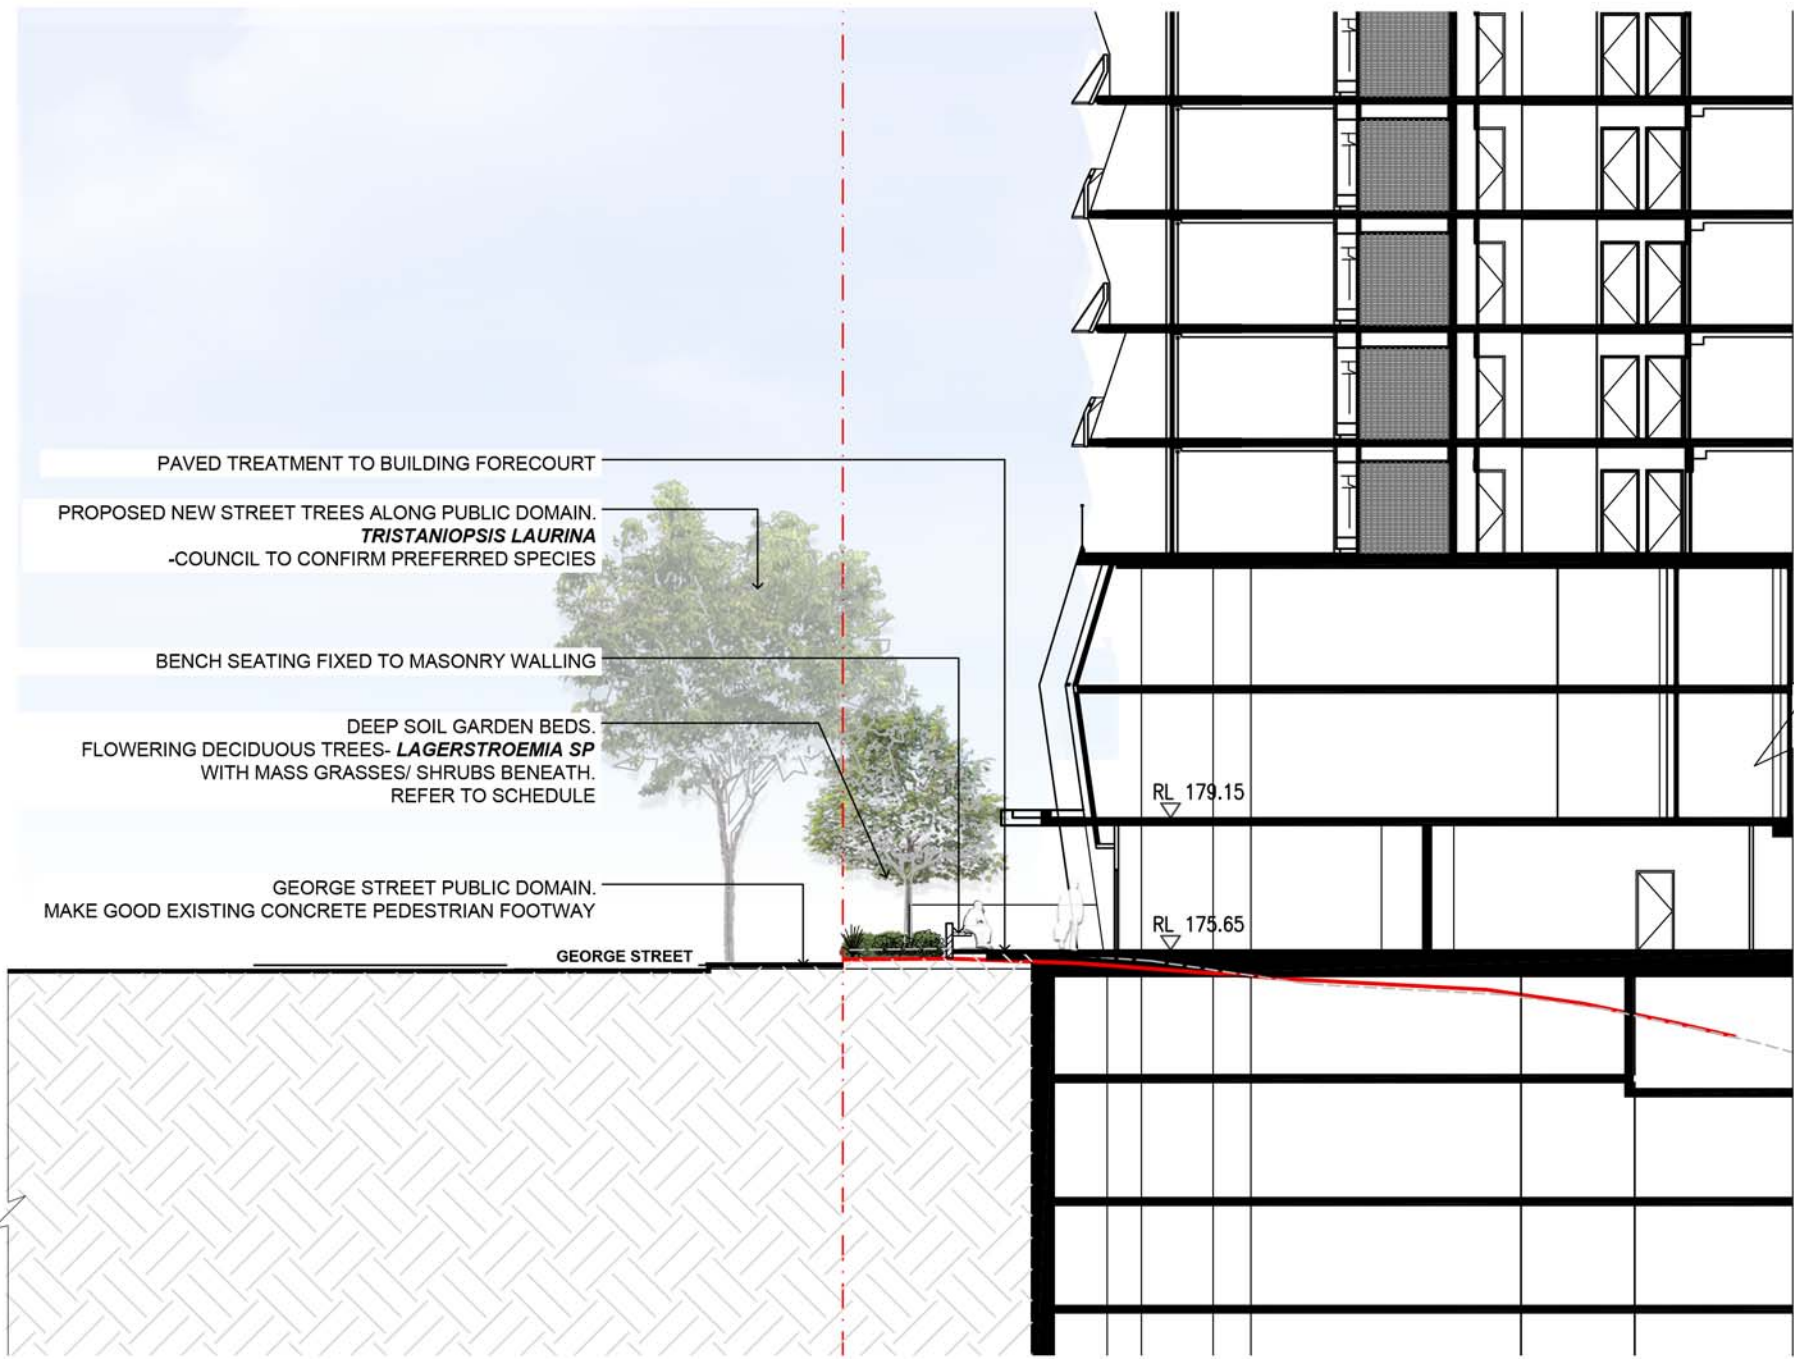 PAVED TREATMENT TO BUILDING FORECOURT
PROPOSED NEW STREET TREES ALONG PUBLIC DOMAIN.
TRISTANIOPSIS LAURINA
-COUNCIL TO CONFIRM PREFERRED SPECIES
BENCH SEATING FIXED TO MASONRY WALLING
DEEP SOIL GARDEN BEDS.
FLOWERING DECIDUOUS TREES- LAGERSTROEMIA SP
WITH MASS GRASSES/ SHRUBS BENEATH.
REFER TO SCHEDULE
RL 179.15
GEORGE STREET PUBLIC DOMAIN.
MAKE GOOD EXISTING CONCRETE PEDESTRIAN FOOTWAY
RL 175.65
GEORGE STREET